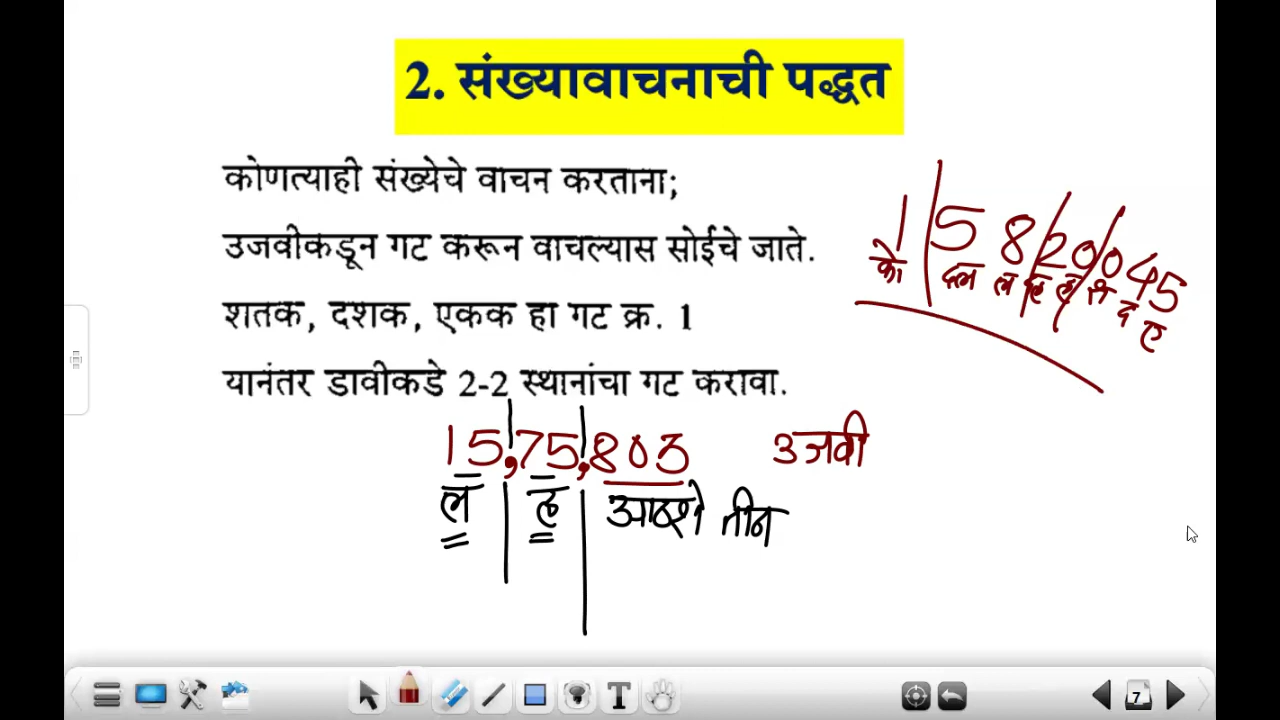 2. संख्यावाचनाची पद्धत
कोणत्याही संख्येचे वाचन करताना;
उजवीकडून गट करून वाचल्यास सोईचे जाते.
शतक, दशक, एकक हा गट क्र. 1
यानंतर डावीकडे 2-2 स्थानांचा गट करावा.
1 5 8 2 0 0 4 5
को दल ल दह ह श द ए
15,75,803 उजवी
ल ह आठशे तीन
7